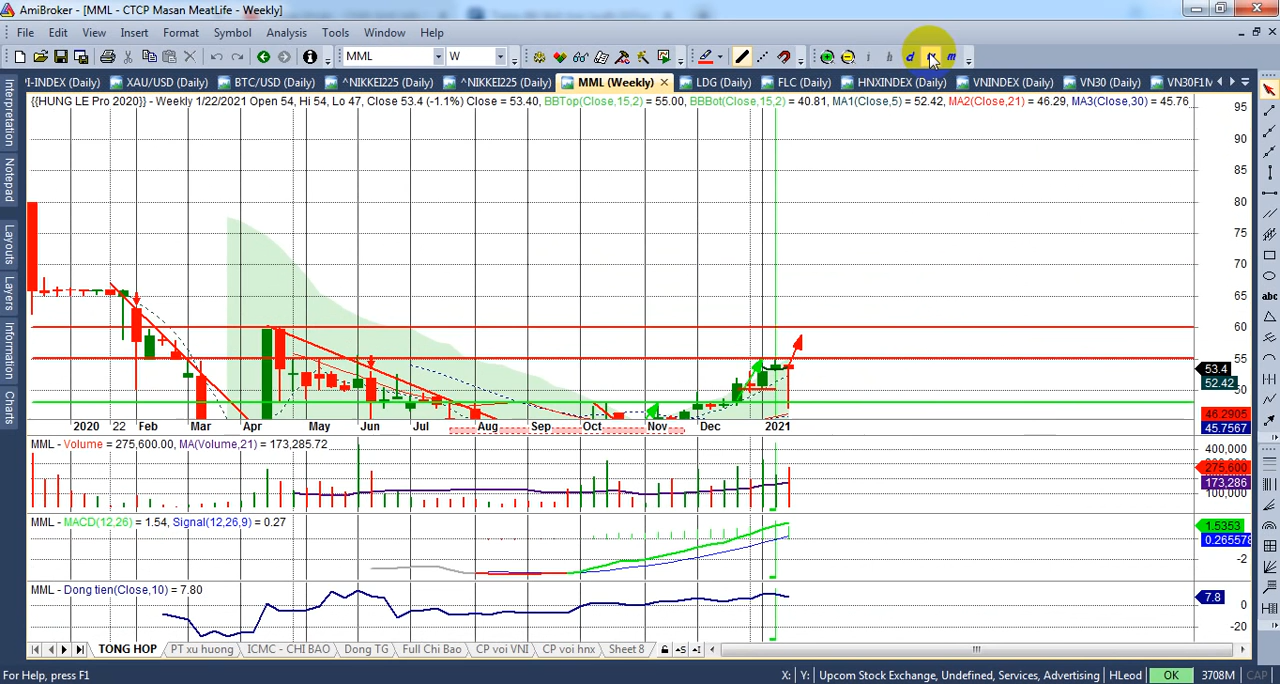 AmiBroker - [MML - CTCP Masan MeatLife - Weekly]
File Edit View Insert Format Symbol Analysis Tools Window Help
MML W i h d m
I-INDEX (Daily) XAU/USD (Daily) BTC/USD (Daily) ^NIKKEI225 (Daily) ^NIKKEI225 (Daily) MML (Weekly) LDG (Daily) FLC (Daily) HNXINDEX (Daily) VNINDEX (Daily) VN30 (Daily) VN30F1M
{{HUNG LE Pro 2020}} - Weekly 1/22/2021 Open 54, Hi 54, Lo 47, Close 53.4 (-1.1%) Close = 53.40, BBTop(Close,15,2) = 55.00, BBBot(Close,15,2) = 40.81, MA1(Close,5) = 52.42, MA2(Close,21) = 46.29, MA3(Close,30) = 45.76
Interpretation
Notepad
Layouts
Layers
Information
Charts
95
90
85
80
75
70
65
60
55
53.4
52.42
50
46.2905
45.7567
abc
2020 22 Feb Mar Apr May Jun Jul Aug Sep Oct Nov Dec 2021
MML - Volume = 275,600.00, MA(Volume,21) = 173,285.72
400,000
275,600
173,286
100,000
MML - MACD(12,26) = 1.54, Signal(12,26,9) = 0.27
1.5353
0.265578
-2
MML - Dong tien(Close,10) = 7.80
7.8
0
-20
TONG HOP PT xu huong ICMC - CHI BAO Dong TG Full Chi Bao CP voi VNI CP voi hnx Sheet 8
For Help, press F1 X: Y: Upcom Stock Exchange, Undefined, Services, Advertising HLeod OK 3708M CAP